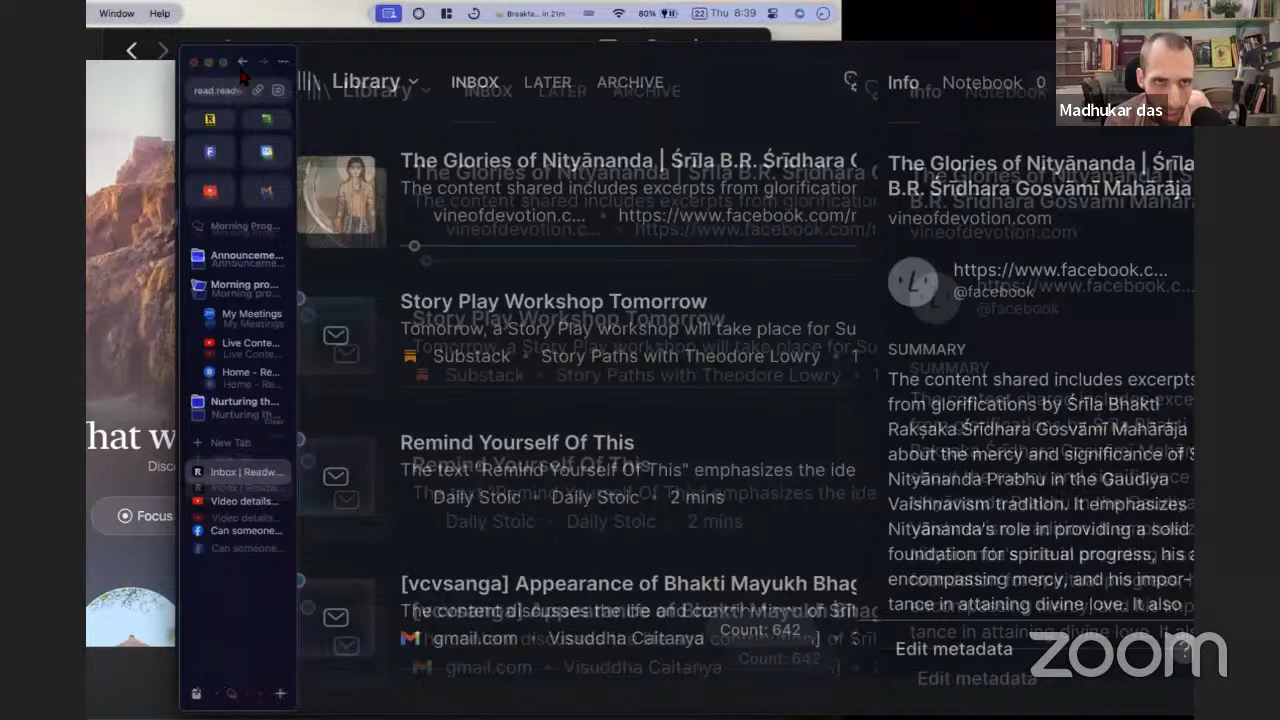 Window Help
Breakfa... in 21m
80%
22 Thu 8:39
Madhukar das
Library
INBOX LATER ARCHIVE
Info Notebook 0
The Glories of Nityānanda | Śrīla B.R. Śrīdhara G
The content shared includes excerpts from glorification
vineofdevotion.c... • https://www.facebook.com/r
Story Play Workshop Tomorrow
Tomorrow, a Story Play workshop will take place for Su
Substack • Story Paths with Theodore Lowry • 1
Remind Yourself Of This
The text "Remind Yourself Of This" emphasizes the ide
Daily Stoic • Daily Stoic • 2 mins
[vcvsanga] Appearance of Bhakti Mayukh Bhag
gmail.com • Visuddha Caitanya
Count: 642
The Glories of Nityānanda | Śrīla
B.R. Śrīdhara Gosvāmī Mahārāja
vineofdevotion.com
https://www.facebook.c...
@facebook
SUMMARY
The content shared includes excerpts
from glorifications by Śrīla Bhakti
Rakṣaka Śrīdhara Gosvāmī Mahārāja
about the mercy and significance of Ś
Nityānanda Prabhu in the Gaudiya
Vaishnavism tradition. It emphasizes
Nityānanda's role in providing a solid
foundation for spiritual progress, his a
encompassing mercy, and his impor-
tance in attaining divine love. It also
Edit metadata
read.readw
Morning Prog...
Announceme...
Morning pro...
My Meetings
Live Conte...
Home - Re...
Nurturing th...
Clear
New Tab
Inbox | Readw...
Video details...
Can someone...
hat w
Disc
Focus
zoom